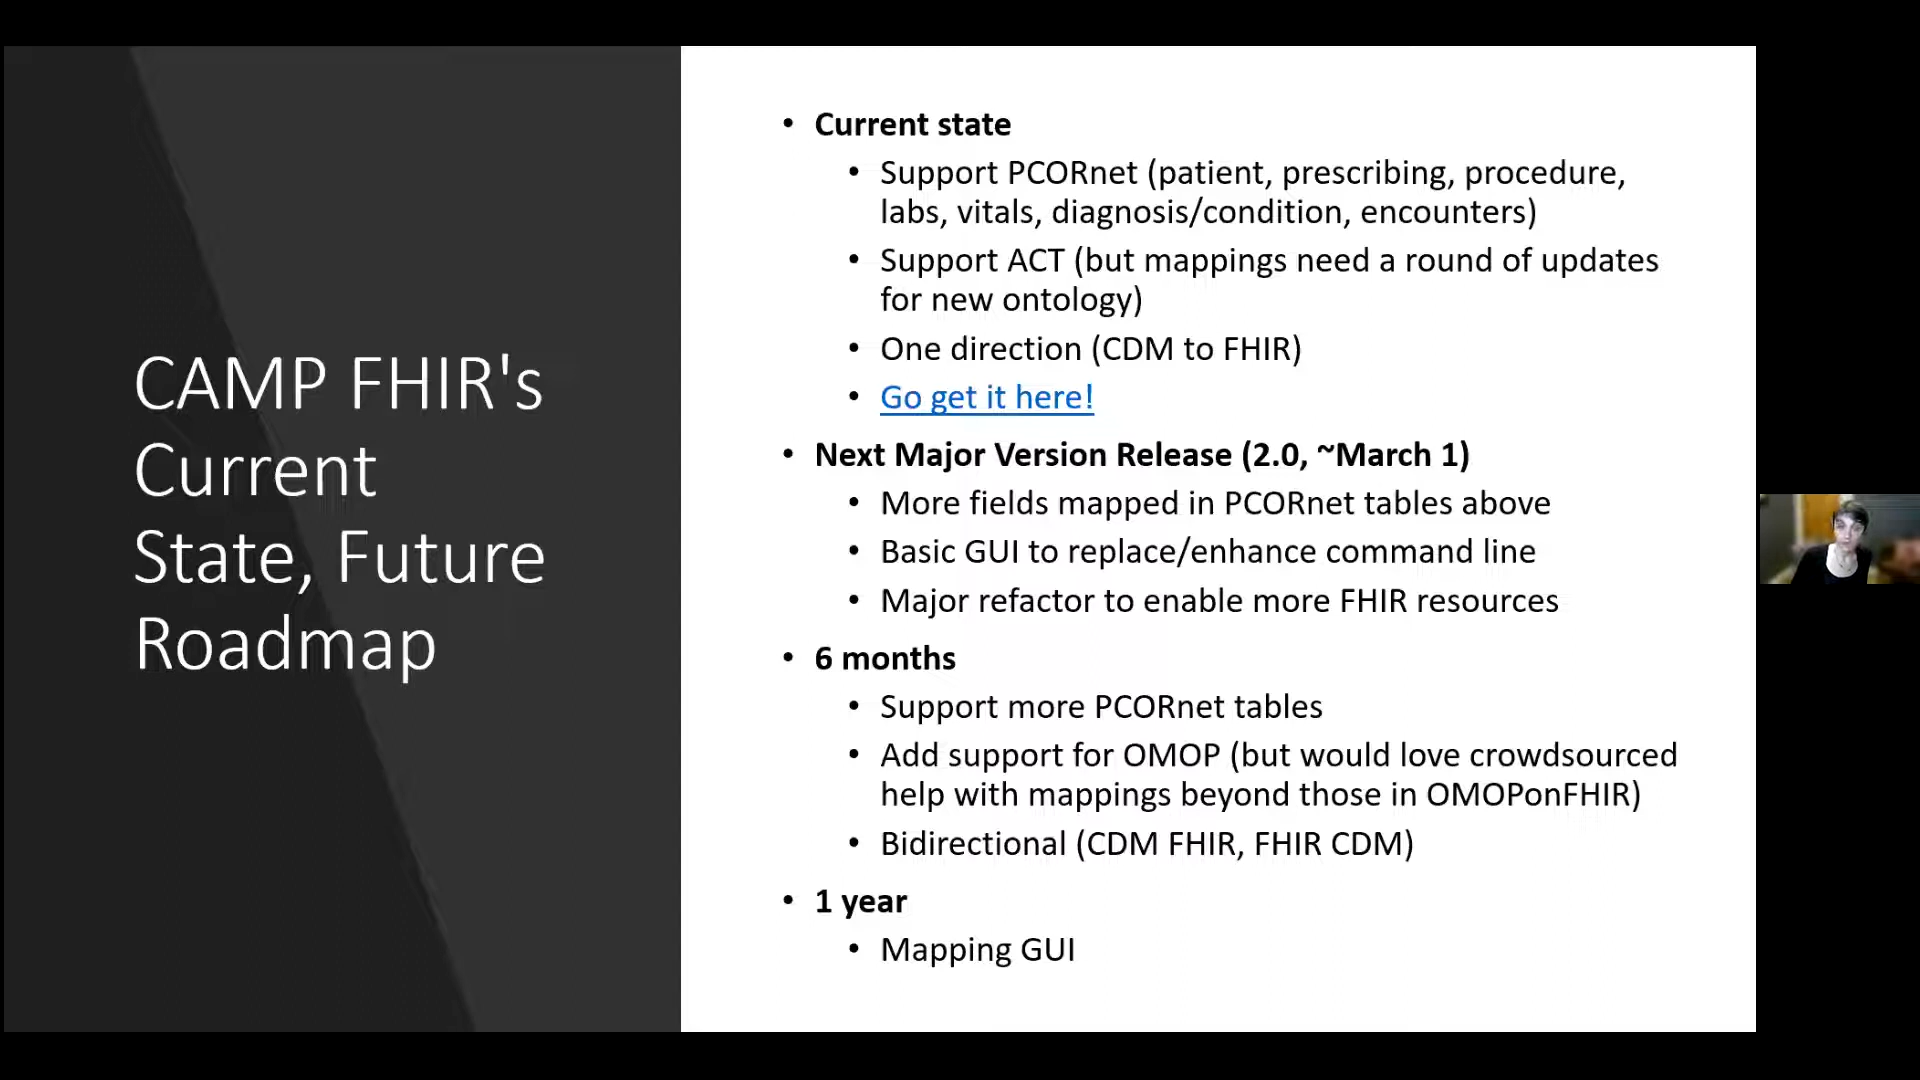 CAMP FHIR's
Current
State, Future
Roadmap
• Current state
• Support PCORnet (patient, prescribing, procedure,
labs, vitals, diagnosis/condition, encounters)
• Support ACT (but mappings need a round of updates
for new ontology)
• One direction (CDM to FHIR)
• Go get it here!
• Next Major Version Release (2.0, ~March 1)
• More fields mapped in PCORnet tables above
• Basic GUI to replace/enhance command line
• Major refactor to enable more FHIR resources
• 6 months
• Support more PCORnet tables
• Add support for OMOP (but would love crowdsourced
help with mappings beyond those in OMOPonFHIR)
• Bidirectional (CDM FHIR, FHIR CDM)
• 1 year
• Mapping GUI